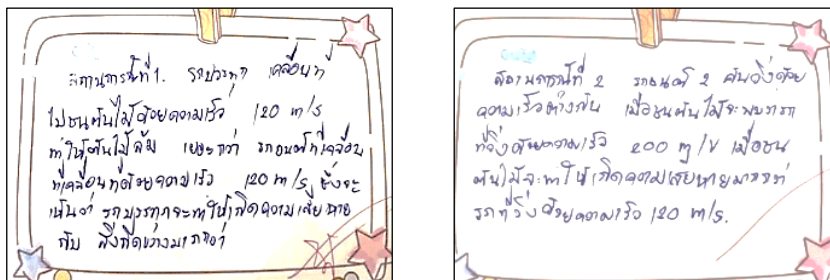 สถานการณ์ที่ 1. รถบรรทุก เคลื่อนที่
ไปชนต้นไม้ด้วยความเร็ว 120 m/s
ทำให้ต้นไม้ล้ม เยอะกว่า รถยนต์ที่เคลื่อน
ที่เคลื่อนที่ด้วยความเร็ว 120 m/s ซึ่งจะ
เห็นว่า รถบรรทุกจะทำให้เกิดความเสียหาย
กับ สิ่งกีดขวางมากกว่า
สถานการณ์ที่ 2 รถยนต์ 2 คันวิ่งด้วย
ความเร็วต่างกัน เมื่อชนต้นไม้จะพบว่ารถ
ที่วิ่งด้วยความเร็ว 200 m/s เมื่อชน
ต้นไม้จะทำให้เกิดความเสียหายมากกว่า
รถที่วิ่งด้วยความเร็ว 120 m/s.